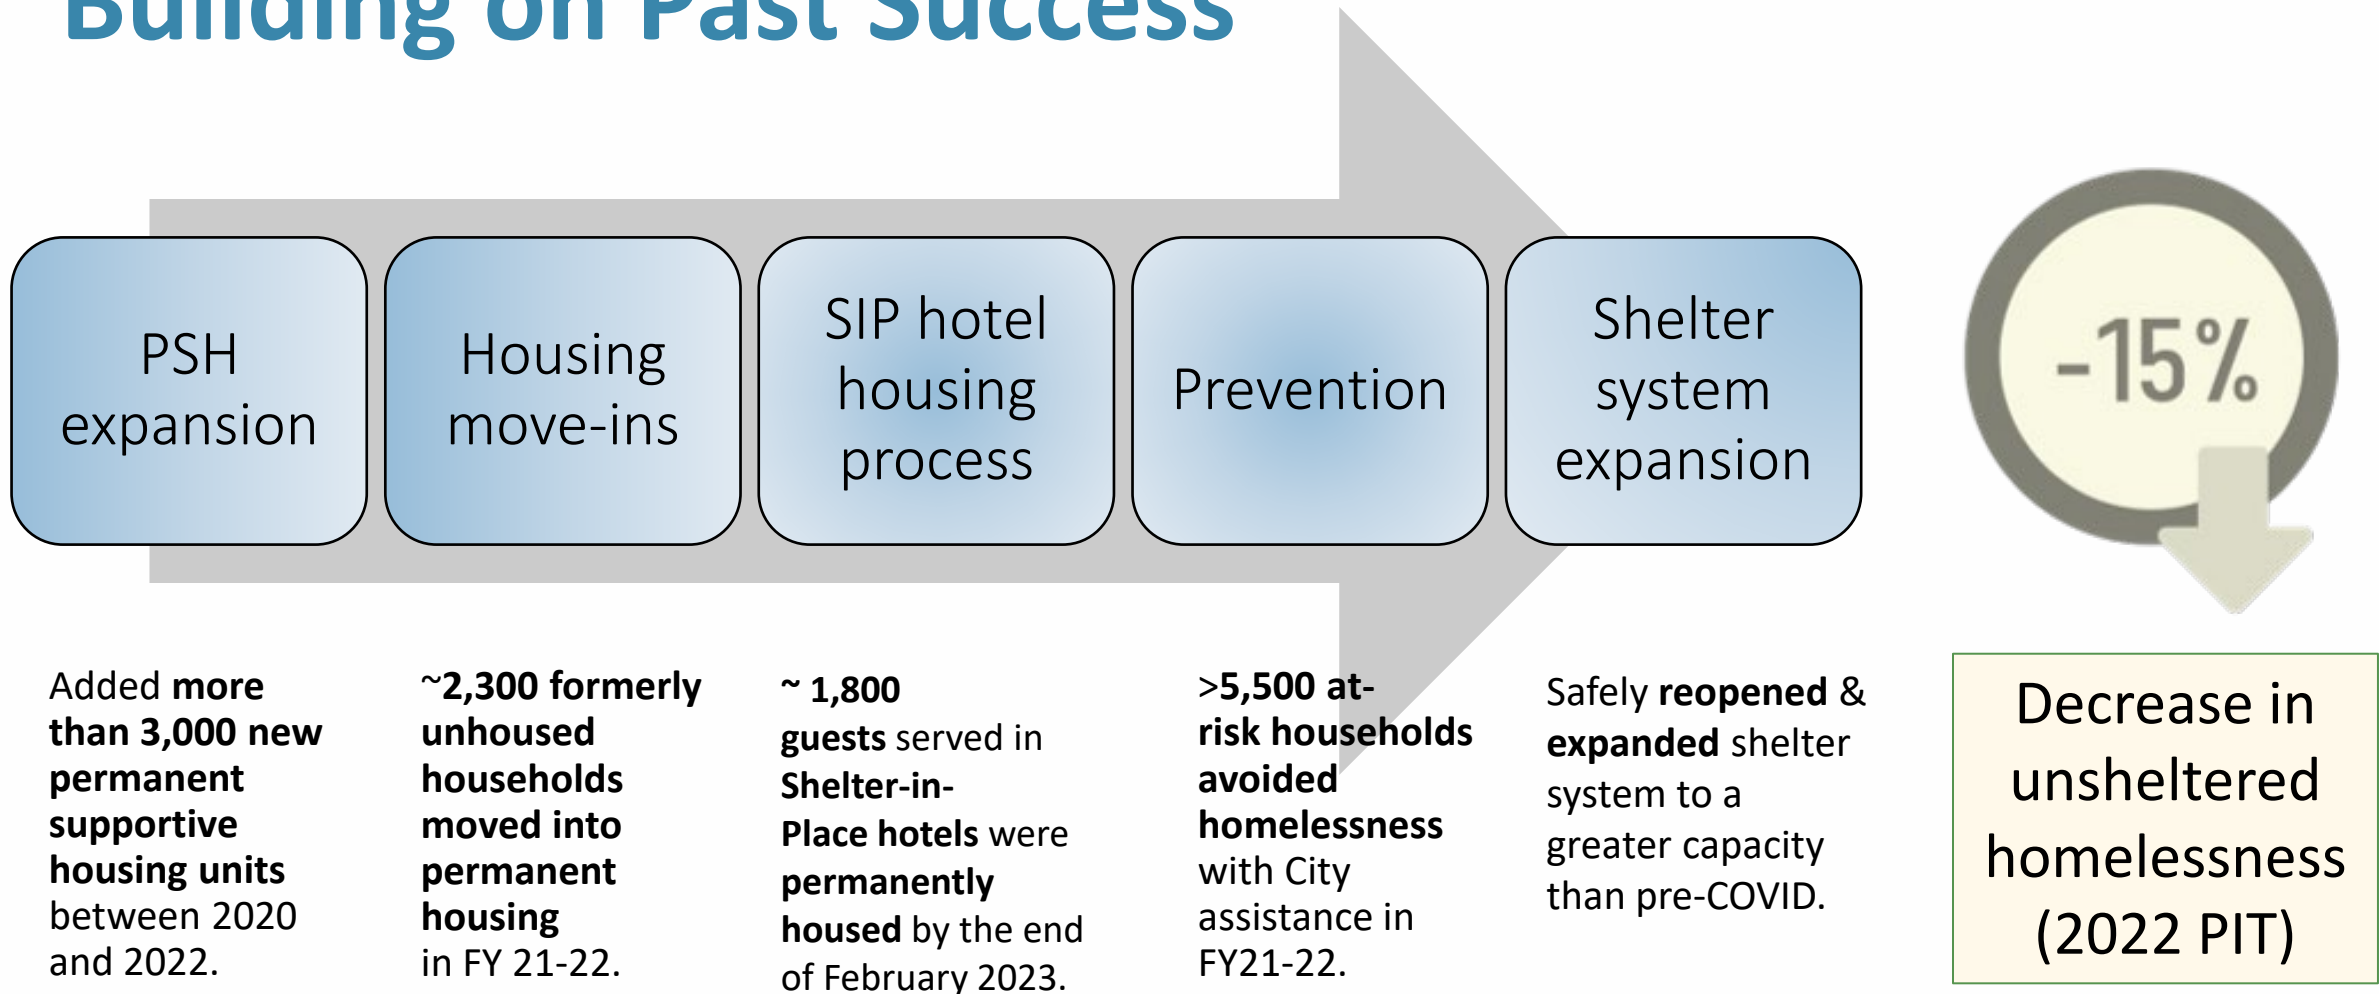 Building on Past Success
PSH
expansion
Housing
move-ins
SIP hotel
housing
process
Prevention
Shelter
system
expansion
-15%
Added more
than 3,000 new
permanent
supportive
housing units
between 2020
and 2022.
~2,300 formerly
unhoused
households
moved into
permanent
housing
in FY 21-22.
~ 1,800
guests served in
Shelter-in-
Place hotels were
permanently
housed by the end
of February 2023.
>5,500 at-
risk households
avoided
homelessness
with City
assistance in
FY21-22.
Safely reopened &
expanded shelter
system to a
greater capacity
than pre-COVID.
Decrease in
unsheltered
homelessness
(2022 PIT)